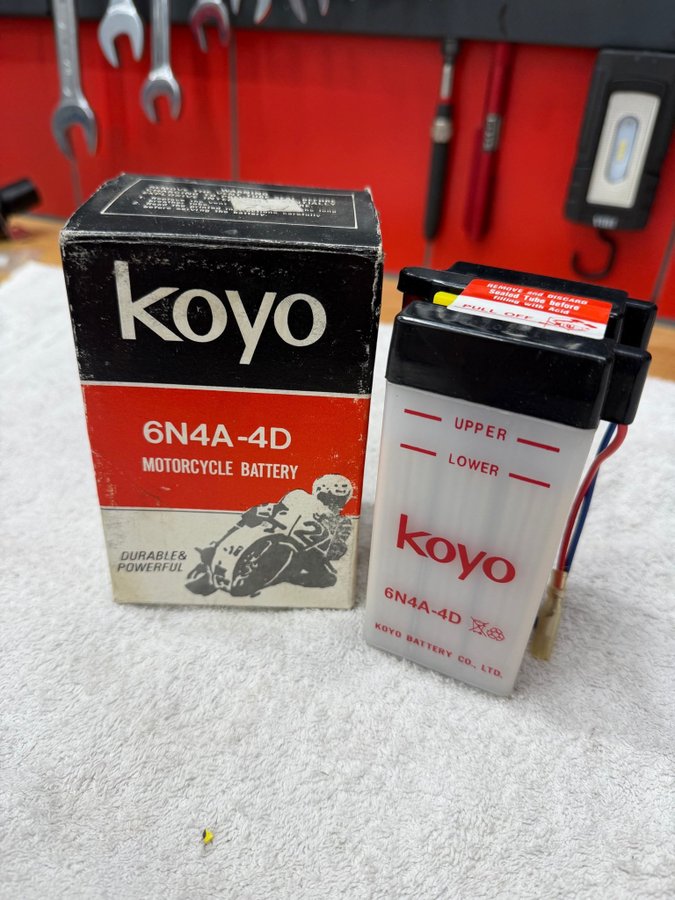 koyo
6N4A-4D
MOTORCYCLE BATTERY
DURABLE&
POWERFUL
REMOVE and DISCARD
Sealed Tube before
filling with Acid
PULL OFF
UPPER
LOWER
koyo
6N4A-4D
KOYO BATTERY CO., LTD.